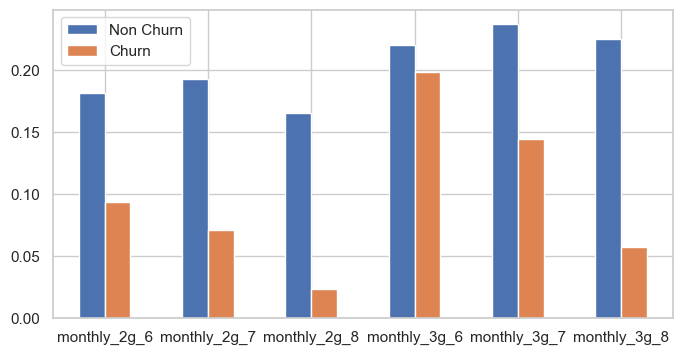 Non Churn
Churn
0.20
0.15
0.10
0.05
0.00
monthly_2g_6 monthly_2g_7 monthly_2g_8 monthly_3g_6 monthly_3g_7 monthly_3g_8